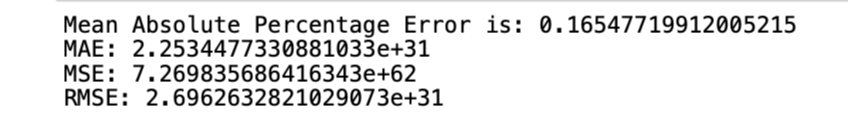 Mean Absolute Percentage Error is: 0.16547719912005215
MAE: 2.2534477330881033e+31
MSE: 7.269835686416343e+62
RMSE: 2.6962632821029073e+31